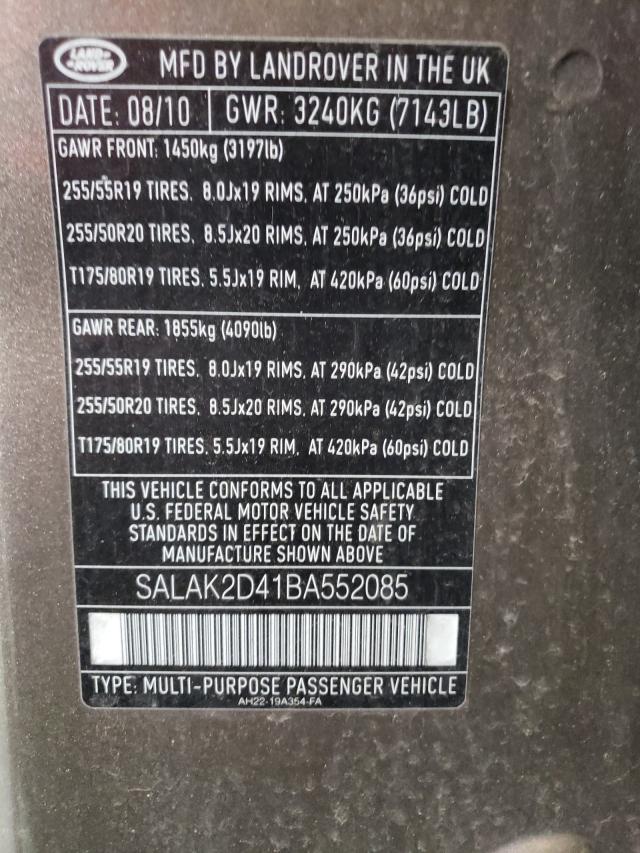 LAND ROVER
MFD BY LANDROVER IN THE UK
DATE: 08/10 GWR: 3240KG (7143LB)
GAWR FRONT: 1450kg (3197lb)
255/55R19 TIRES, 8.0Jx19 RIMS, AT 250kPa (36psi) COLD
255/50R20 TIRES, 8.5Jx20 RIMS, AT 250kPa (36psi) COLD
T175/80R19 TIRES, 5.5Jx19 RIM, AT 420kPa (60psi) COLD
GAWR REAR: 1855kg (4090lb)
255/55R19 TIRES, 8.0Jx19 RIMS, AT 290kPa (42psi) COLD
255/50R20 TIRES, 8.5Jx20 RIMS, AT 290kPa (42psi) COLD
T175/80R19 TIRES, 5.5Jx19 RIM, AT 420kPa (60psi) COLD
THIS VEHICLE CONFORMS TO ALL APPLICABLE
U.S. FEDERAL MOTOR VEHICLE SAFETY
STANDARDS IN EFFECT ON THE DATE OF
MANUFACTURE SHOWN ABOVE
SALAK2D41BA552085
TYPE: MULTI-PURPOSE PASSENGER VEHICLE
AH22-19A354-FA